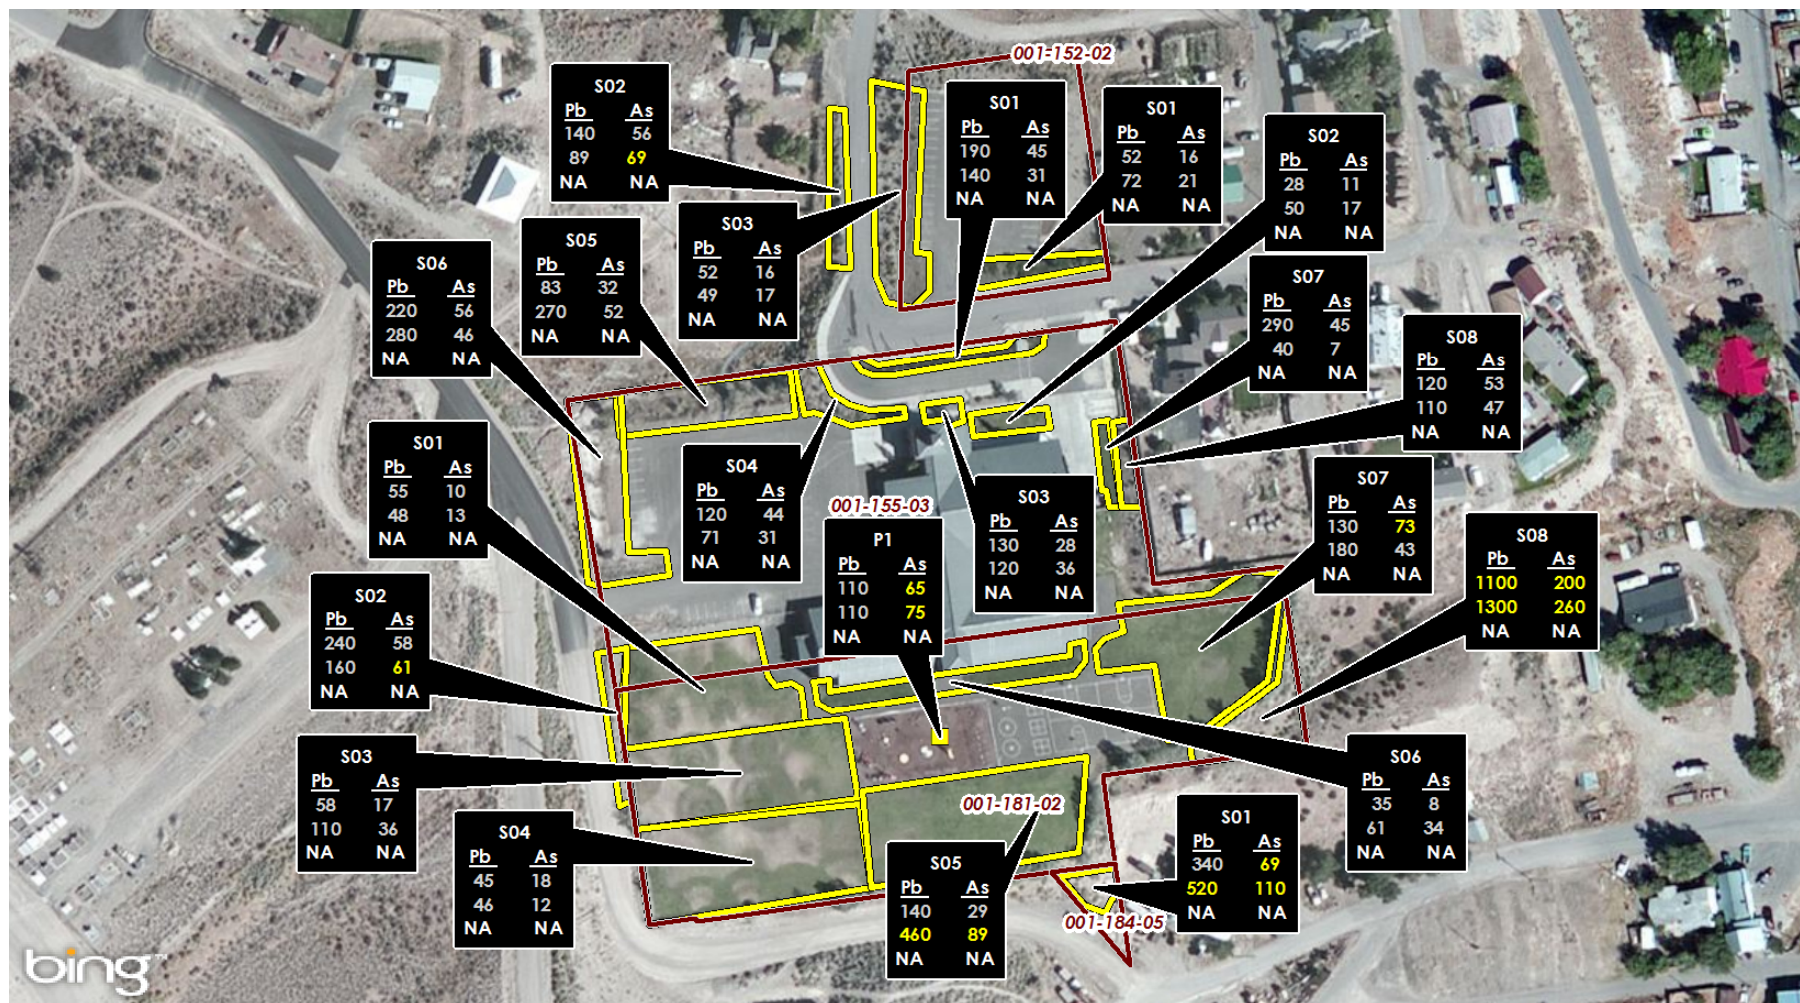 001-152-02
S02
Pb As
140 56
89 69
NA NA
S01
Pb As
190 45
140 31
NA NA
S01
Pb As
52 16
72 21
NA NA
S02
Pb As
28 11
50 17
NA NA
S03
Pb As
52 16
49 17
NA NA
S05
Pb As
83 32
270 52
NA NA
S06
Pb As
220 56
280 46
NA NA
S07
Pb As
290 45
40 7
NA NA
S08
Pb As
120 53
110 47
NA NA
S01
Pb As
55 10
48 13
NA NA
S04
Pb As
120 44
71 31
NA NA
001-155-03
P1
Pb As
110 65
110 75
NA NA
S03
Pb As
130 28
120 36
NA NA
S07
Pb As
130 73
180 43
NA NA
S08
Pb As
1100 200
1300 260
NA NA
S02
Pb As
240 58
160 61
NA NA
S03
Pb As
58 17
110 36
NA NA
S04
Pb As
45 18
46 12
NA NA
001-181-02
S05
Pb As
140 29
460 89
NA NA
S01
Pb As
340 69
520 110
NA NA
001-184-05
S06
Pb As
35 8
61 34
NA NA
bing™